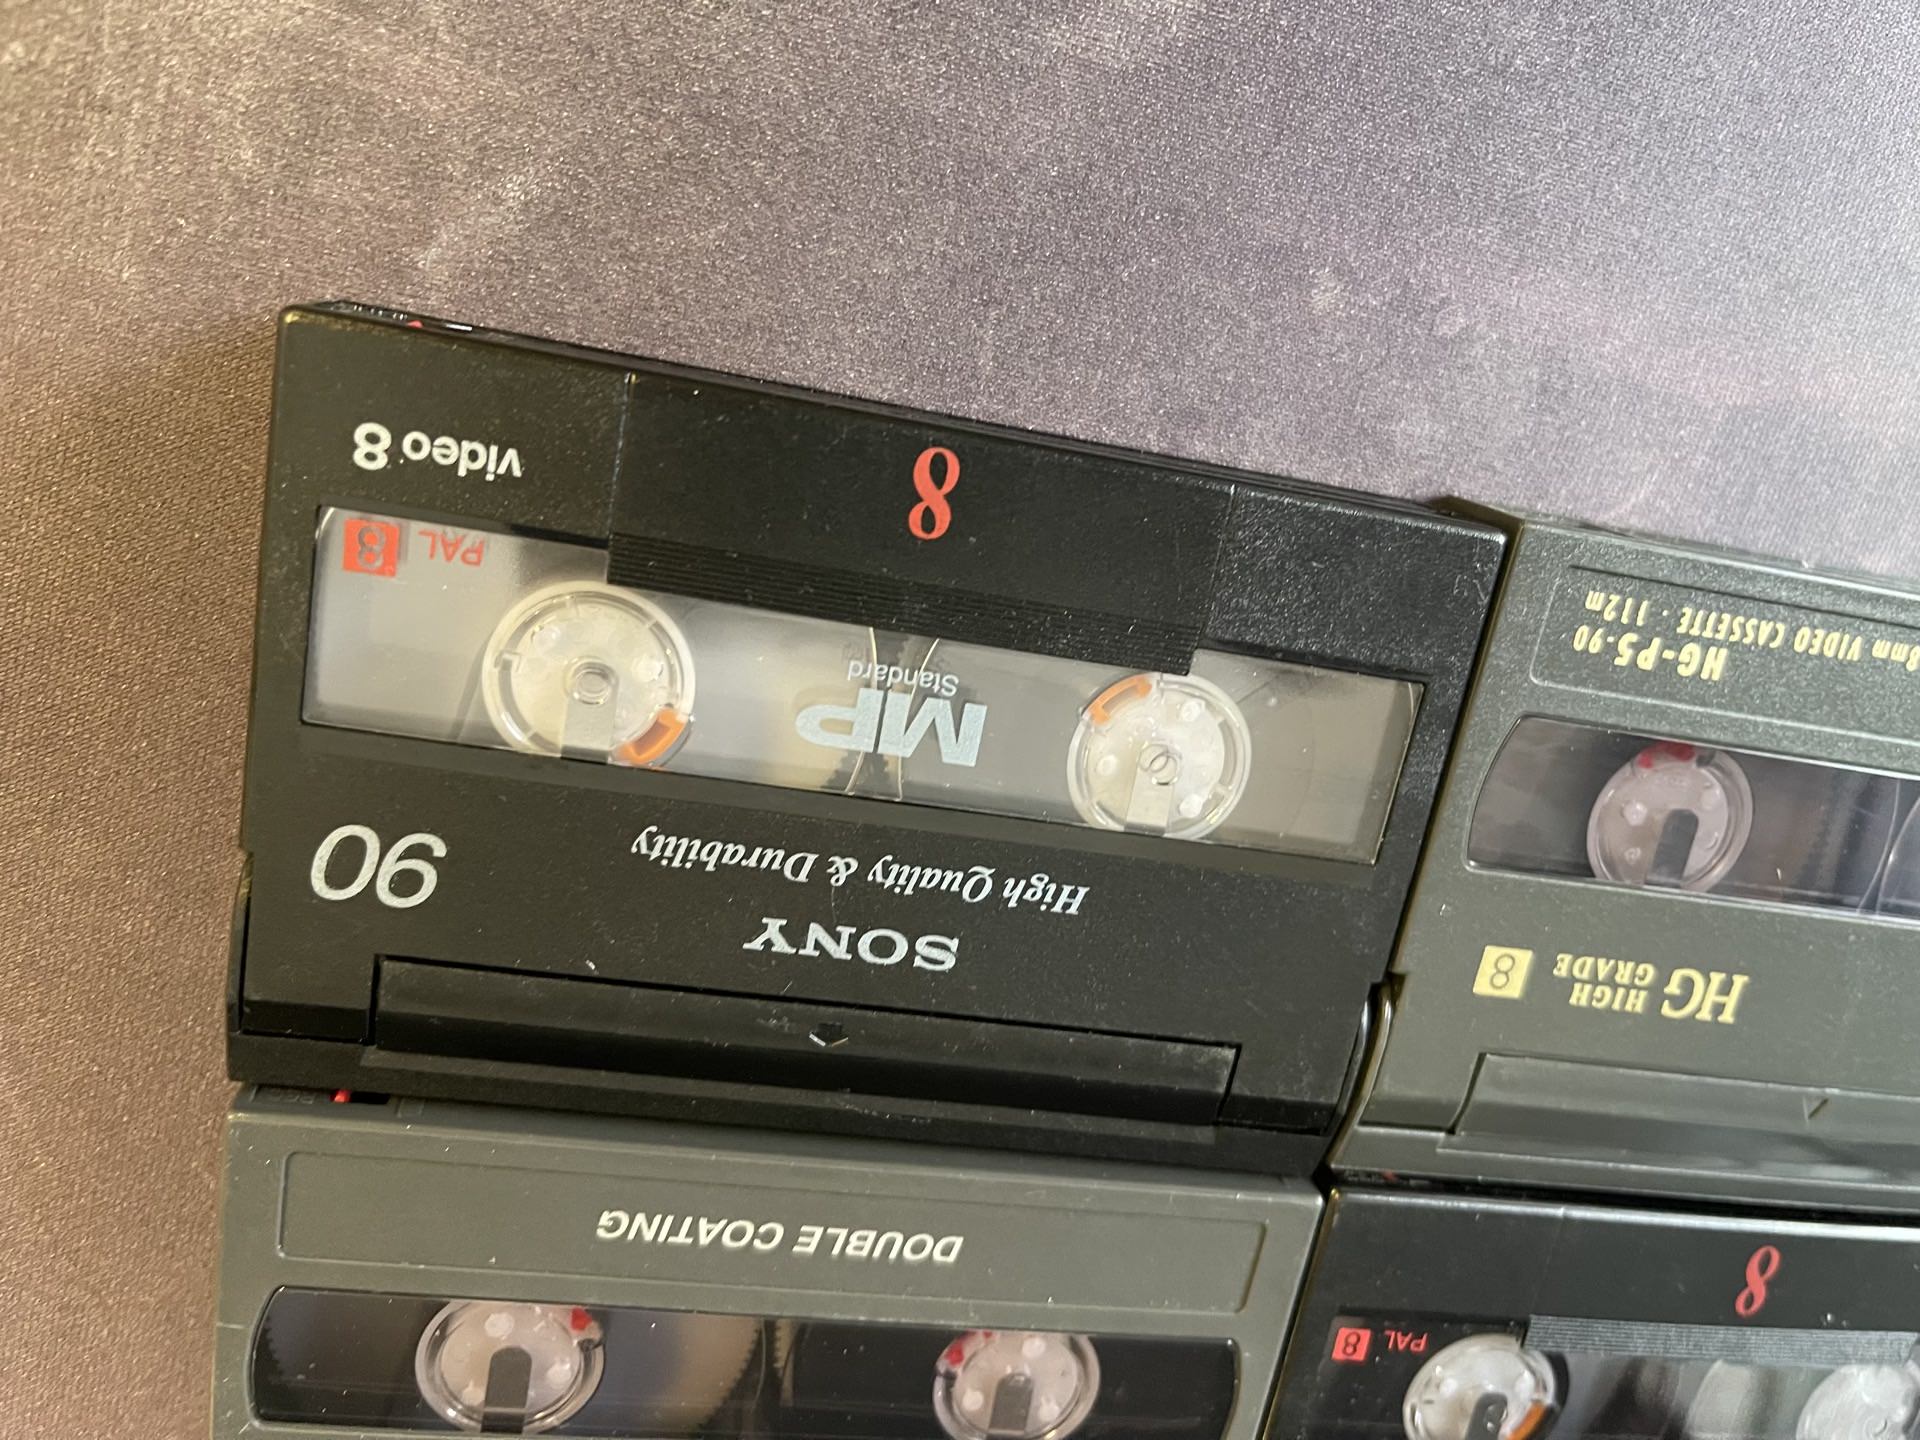 SONY
High Quality & Durability
90
MP
Standard
PAL 8
8
video 8
HG HIGH
GRADE 8
HG-P5·90
8mm VIDEO CASSETTE · 112m
DOUBLE COATING
PAL 8
8